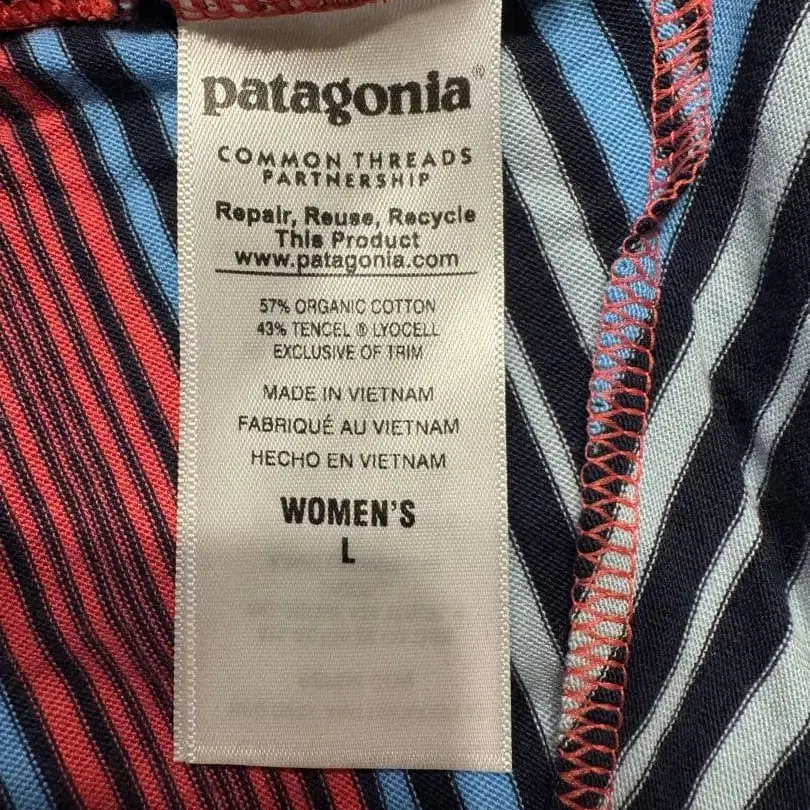 patagonia®
COMMON THREADS
PARTNERSHIP
Repair, Reuse, Recycle
This Product
www.patagonia.com
57% ORGANIC COTTON
43% TENCEL ® LYOCELL
EXCLUSIVE OF TRIM
MADE IN VIETNAM
FABRIQUÉ AU VIETNAM
HECHO EN VIETNAM
WOMEN'S
L